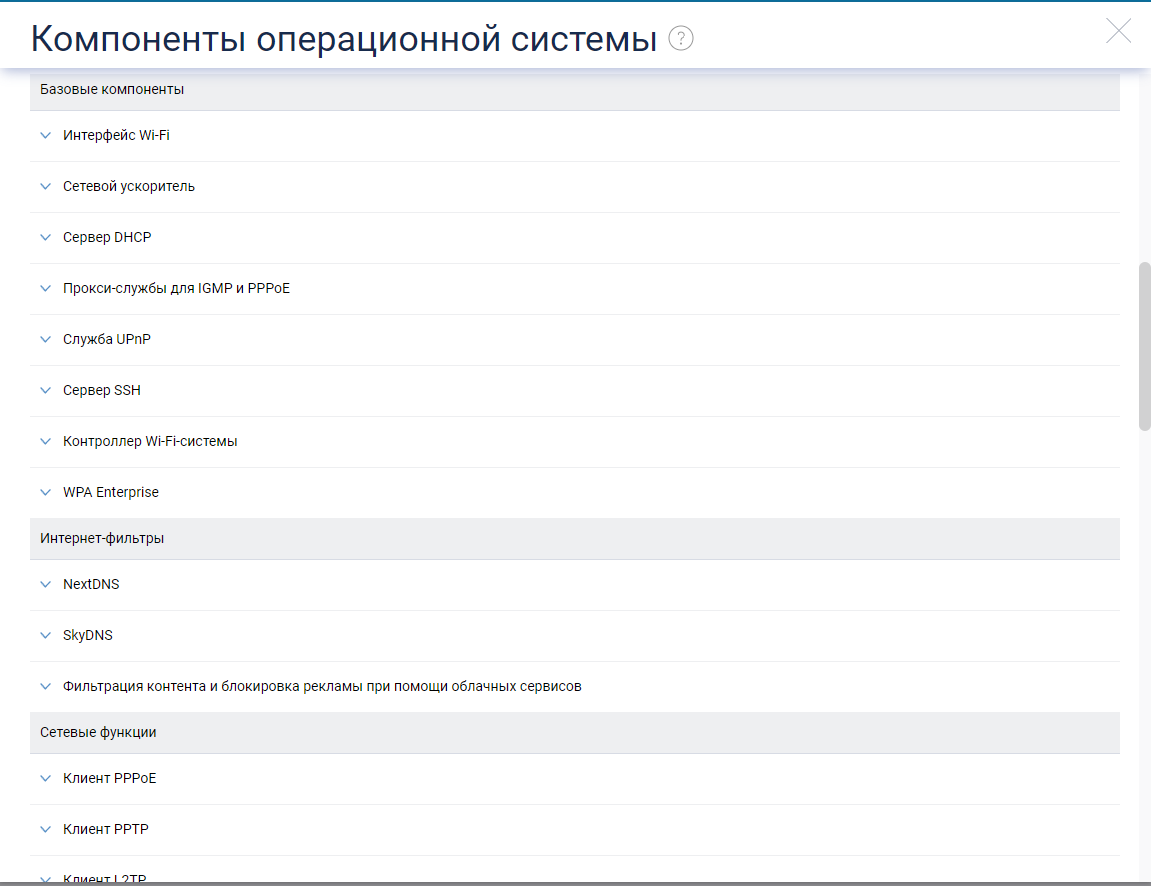 Компоненты операционной системы ?
Базовые компоненты
Интерфейс Wi-Fi
Сетевой ускоритель
Сервер DHCP
Прокси-службы для IGMP и PPPoE
Служба UPnP
Сервер SSH
Контроллер Wi-Fi-системы
WPA Enterprise
Интернет-фильтры
NextDNS
SkyDNS
Фильтрация контента и блокировка рекламы при помощи облачных сервисов
Сетевые функции
Клиент PPPoE
Клиент PPTP
Клиент L2TP